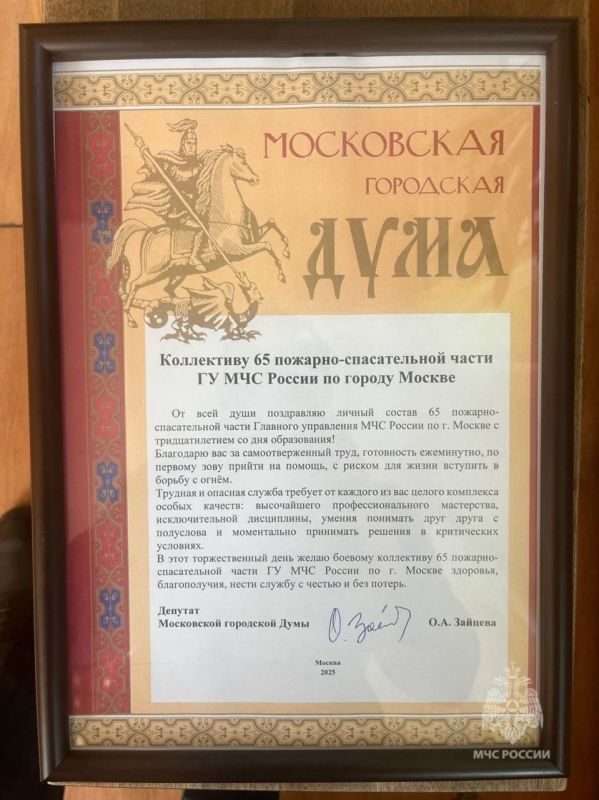 МОСКОВСКАЯ
ГОРОДСКАЯ
ДУМА
Коллективу 65 пожарно-спасательной части
ГУ МЧС России по городу Москве
От всей души поздравляю личный состав 65 пожарно-
спасательной части Главного управления МЧС России по г. Москве с
тридцатилетием со дня образования!
Благодарю вас за самоотверженный труд, готовность ежеминутно, по
первому зову прийти на помощь, с риском для жизни вступить в
борьбу с огнём.
Трудная и опасная служба требует от каждого из вас целого комплекса
особых качеств: высочайшего профессионального мастерства,
исключительной дисциплины, умения понимать друг друга с
полуслова и моментально принимать решения в критических
условиях.
В этот торжественный день желаю боевому коллективу 65 пожарно-
спасательной части ГУ МЧС России по г. Москве здоровья,
благополучия, нести службу с честью и без потерь.
Депутат
Московской городской Думы О.А. Зайцева
Москва
2025
МЧС РОССИИ